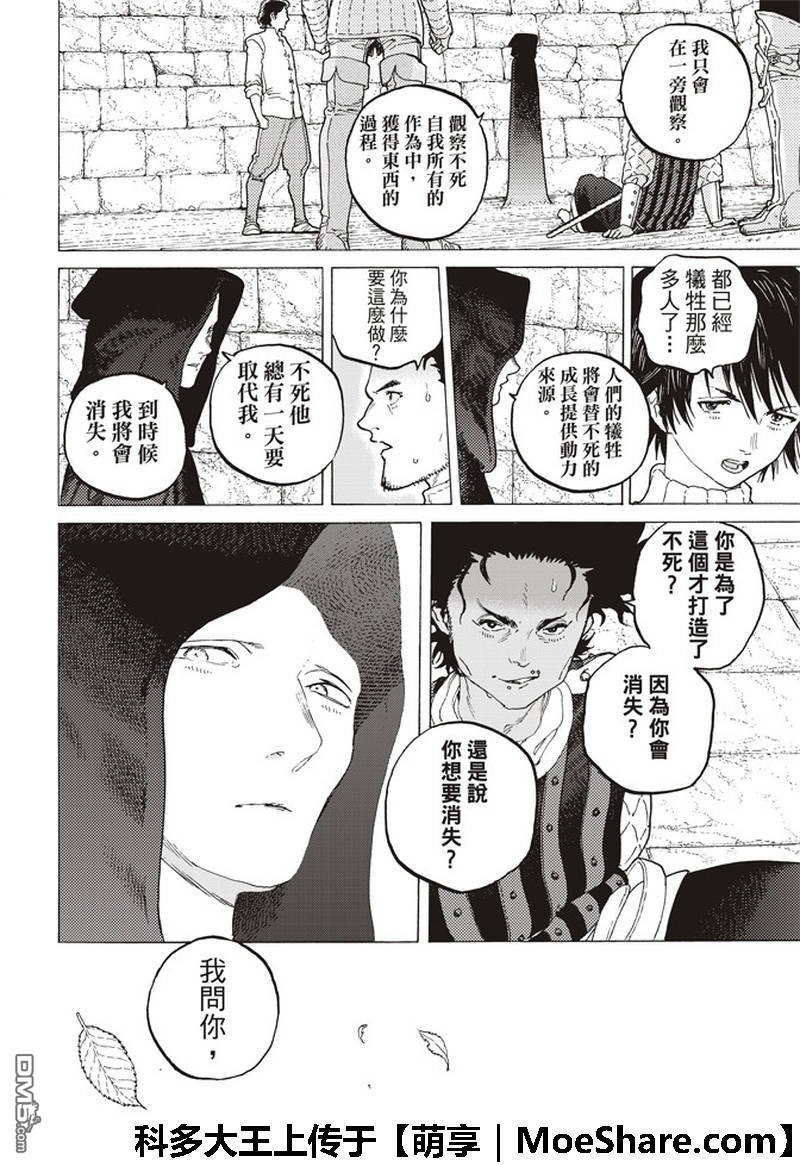 我只會
在一旁觀察。
觀察不死
自我所有的
作為中，
獲得東西的
過程。
都已經
犧牲那麼
多人了…
人們的犧牲
將會替不死的
成長提供動力
來源。
你為什麼
要這麼做？
不死他
總有一天要
取代我。
到時候
我將會
消失。
你是為了
這個才打造了
不死？
因為你會
消失？
還是說
你想要消失？
我問你，
DM5.com
科多大王上传于【萌享 | MoeShare.com】